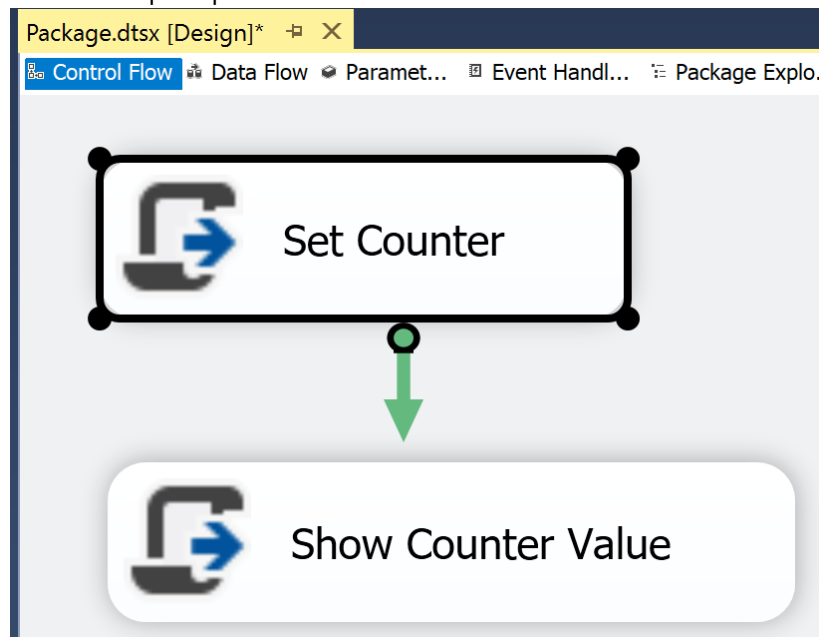 Package.dtsx [Design]*
Control Flow Data Flow Paramet... Event Handl... Package Explo.
Set Counter
Show Counter Value